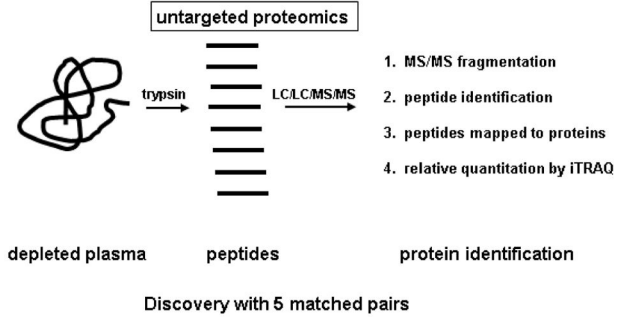 untargeted proteomics
trypsin
LC/LC/MS/MS
1. MS/MS fragmentation
2. peptide identification
3. peptides mapped to proteins
4. relative quantitation by iTRAQ
depleted plasma
peptides
protein identification
Discovery with 5 matched pairs